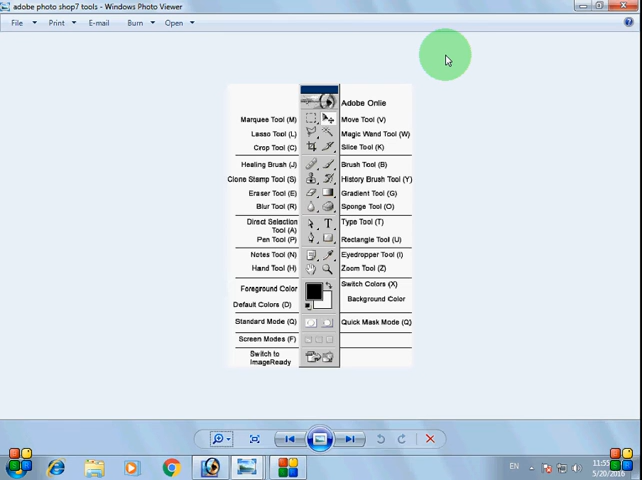 adobe photo shop7 tools - Windows Photo Viewer
File Print E-mail Burn Open
Adobe Onlie
Marquee Tool (M) Move Tool (V)
Lasso Tool (L) Magic Wand Tool (W)
Crop Tool (C) Slice Tool (K)
Healing Brush (J) Brush Tool (B)
Clone Stamp Tool (S) History Brush Tool (Y)
Eraser Tool (E) Gradient Tool (G)
Blur Tool (R) Sponge Tool (O)
Direct Selection Type Tool (T)
Tool (A)
Pen Tool (P) Rectangle Tool (U)
Notes Tool (N) Eyedropper Tool (I)
Hand Tool (H) Zoom Tool (Z)
Switch Colors (X)
Foreground Color
Background Color
Default Colors (D)
Standard Mode (Q) Quick Mask Mode (Q)
Screen Modes (F)
Switch to
ImageReady
EN
5/20/2016